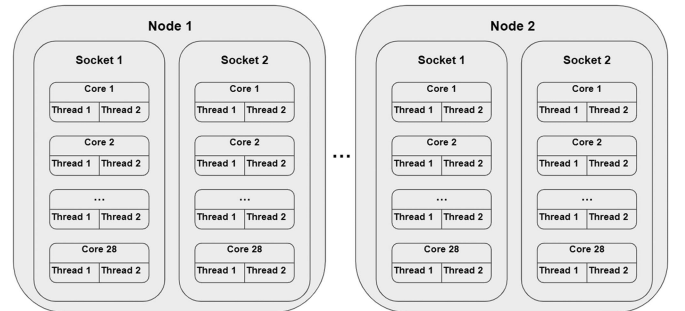 Node 1 Node 2
Socket 1 Socket 2 Socket 1 Socket 2
Core 1 Core 1 Core 1 Core 1
Thread 1 Thread 2 Thread 1 Thread 2 Thread 1 Thread 2 Thread 1 Thread 2
Core 2 Core 2 Core 2 Core 2
...
Thread 1 Thread 2 Thread 1 Thread 2 Thread 1 Thread 2 Thread 1 Thread 2
... ... ... ...
Thread 1 Thread 2 Thread 1 Thread 2 Thread 1 Thread 2 Thread 1 Thread 2
Core 28 Core 28 Core 28 Core 28
Thread 1 Thread 2 Thread 1 Thread 2 Thread 1 Thread 2 Thread 1 Thread 2